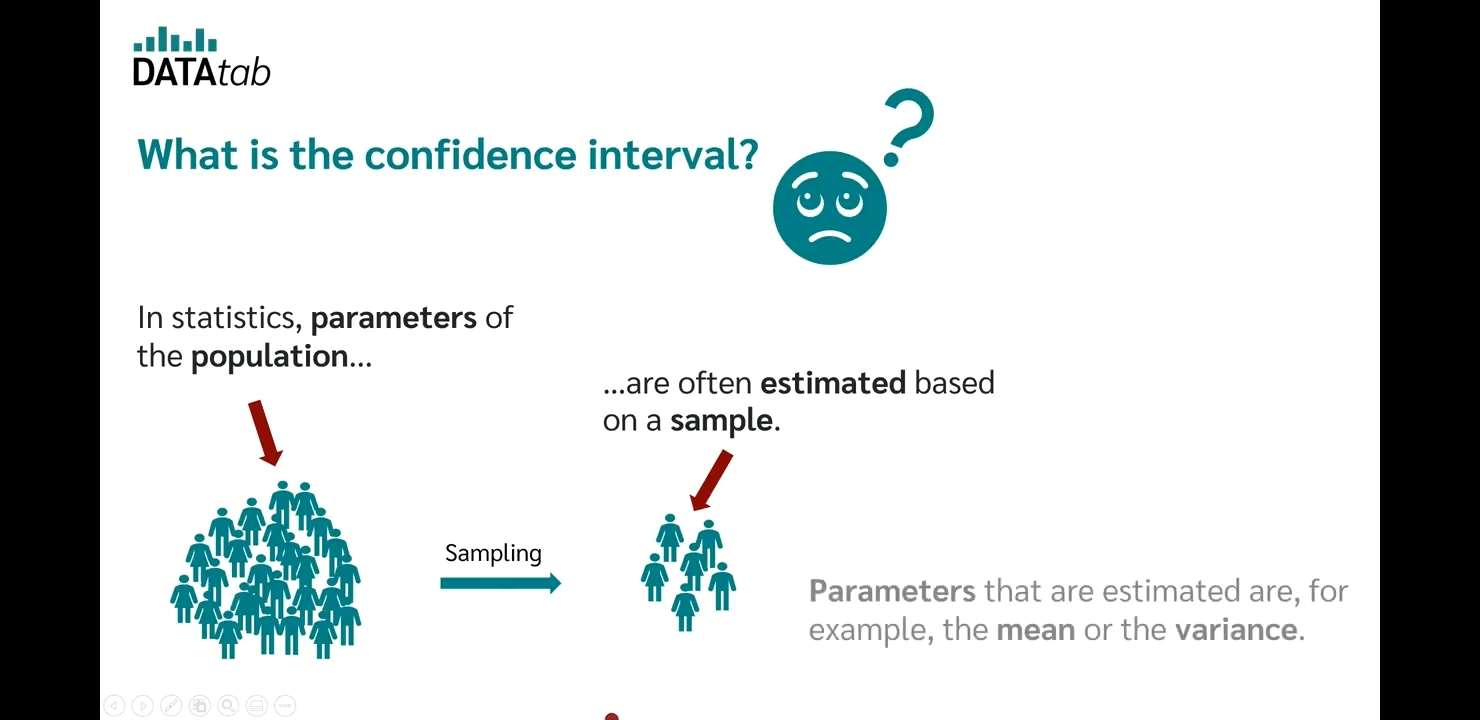 DATAtab
What is the confidence interval?
?
In statistics, parameters of
the population...
...are often estimated based
on a sample.
Sampling
Parameters that are estimated are, for
example, the mean or the variance.